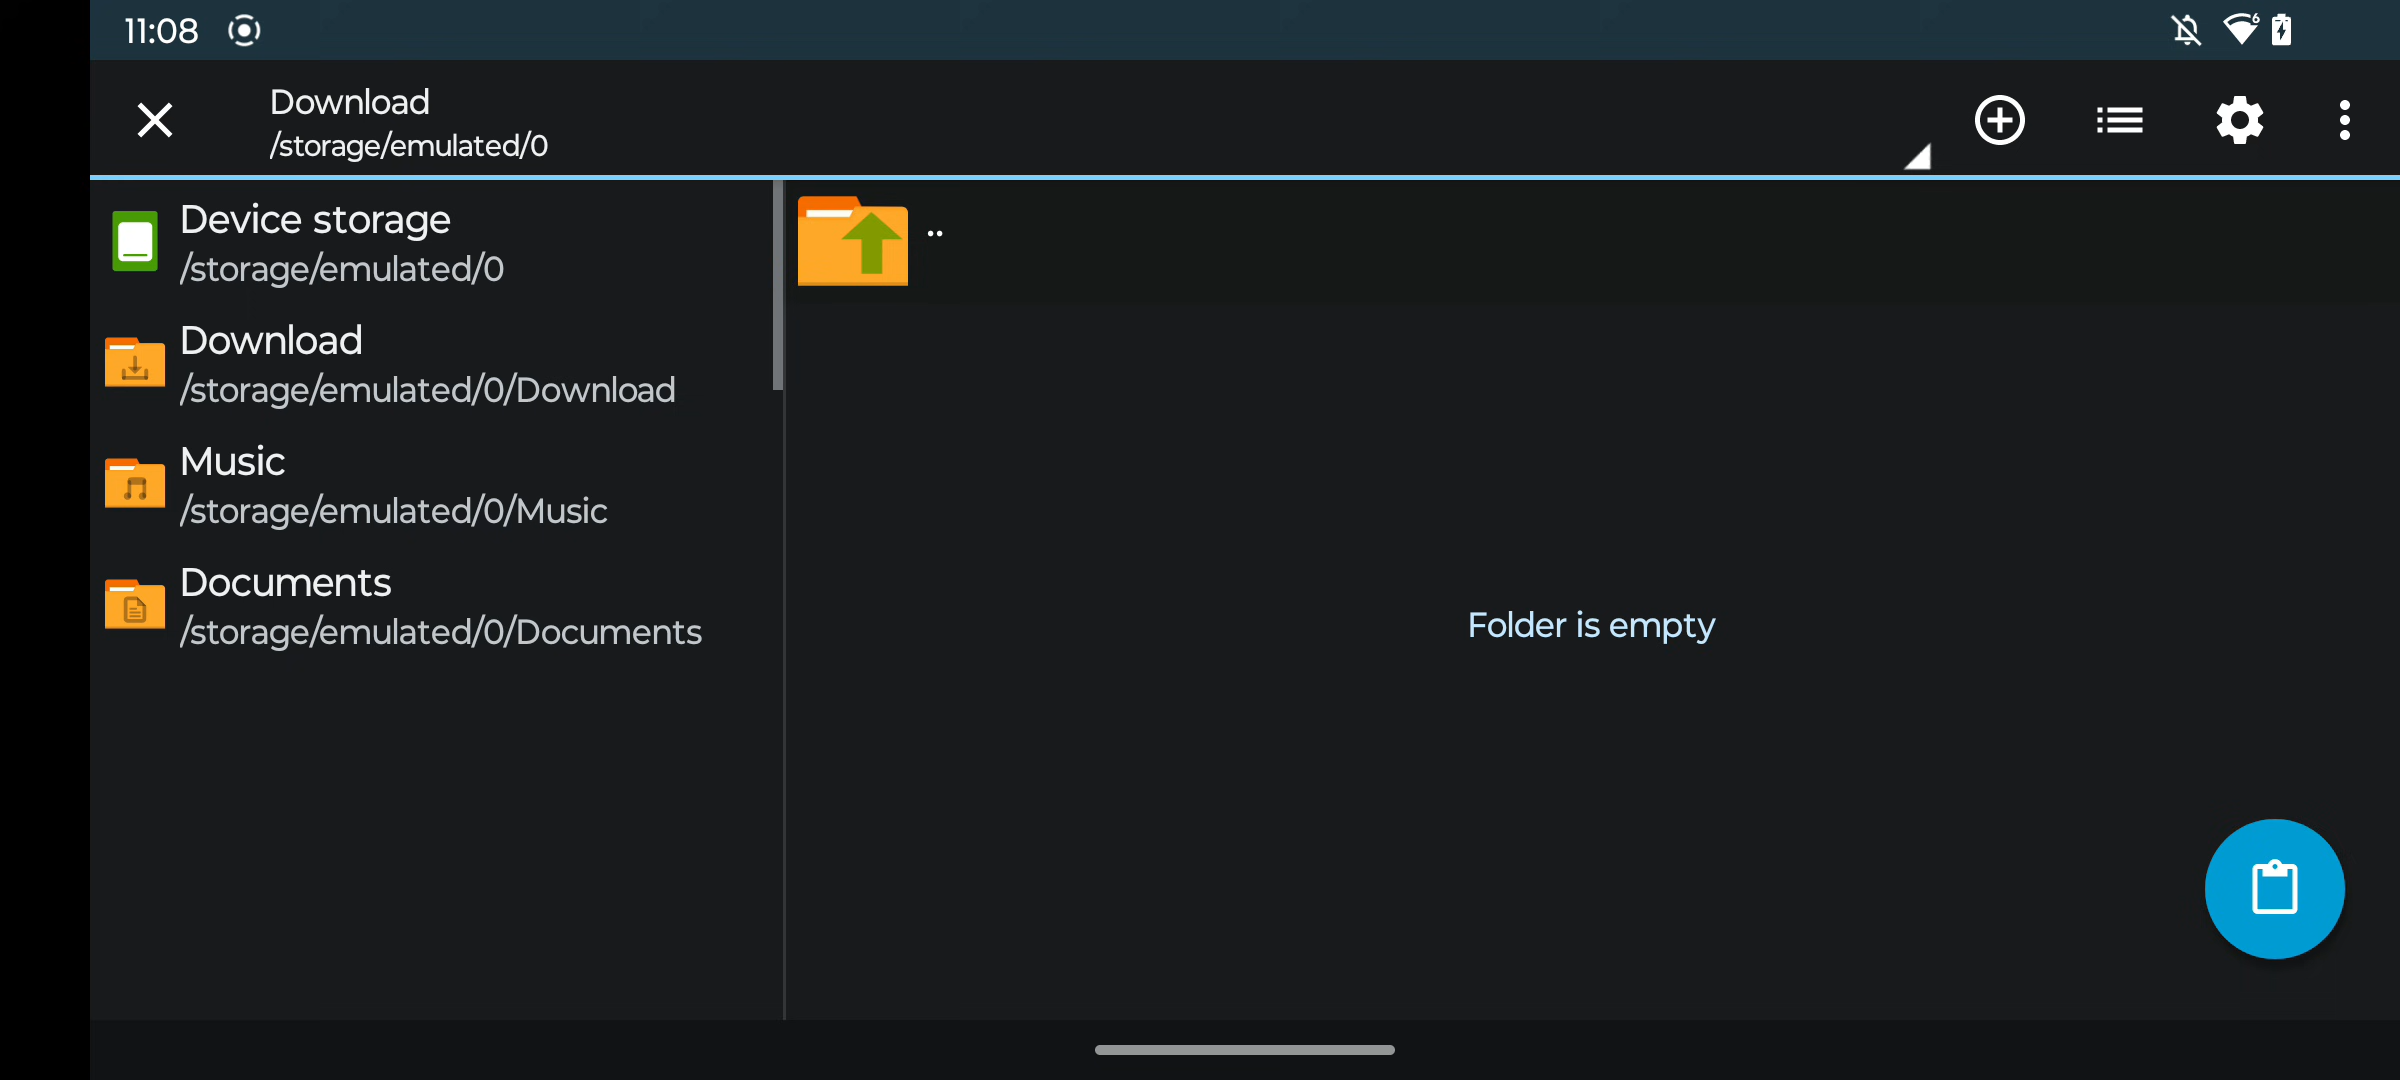 11:08
6
Download
/storage/emulated/0
Device storage
/storage/emulated/0
Download
/storage/emulated/0/Download
Music
/storage/emulated/0/Music
Documents
/storage/emulated/0/Documents
..
Folder is empty